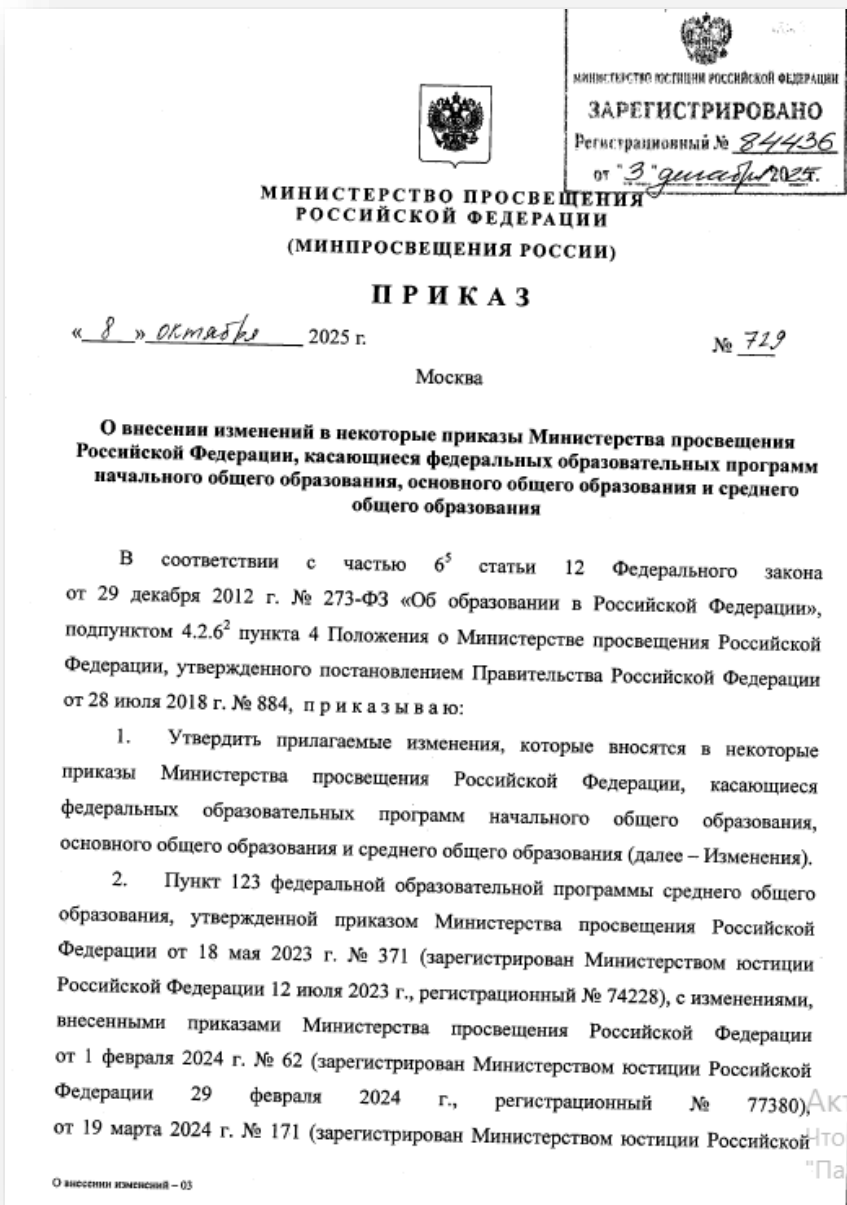 МИНИСТЕРСТВО ЮСТИЦИИ РОССИЙСКОЙ ФЕДЕРАЦИИ
ЗАРЕГИСТРИРОВАНО
Регистрационный № 84436
от "3" декабря 2025г.
МИНИСТЕРСТВО ПРОСВЕЩЕНИЯ
РОССИЙСКОЙ ФЕДЕРАЦИИ
(МИНПРОСВЕЩЕНИЯ РОССИИ)
ПРИКАЗ
« 8 » октября 2025 г.
№ 729
Москва
О внесении изменений в некоторые приказы Министерства просвещения
Российской Федерации, касающиеся федеральных образовательных программ
начального общего образования, основного общего образования и среднего
общего образования
В соответствии с частью 6⁵ статьи 12 Федерального закона
от 29 декабря 2012 г. № 273-ФЗ «Об образовании в Российской Федерации»,
подпунктом 4.2.6² пункта 4 Положения о Министерстве просвещения Российской
Федерации, утвержденного постановлением Правительства Российской Федерации
от 28 июля 2018 г. № 884, п р и к а з ы в а ю:
1. Утвердить прилагаемые изменения, которые вносятся в некоторые
приказы Министерства просвещения Российской Федерации, касающиеся
федеральных образовательных программ начального общего образования,
основного общего образования и среднего общего образования (далее – Изменения).
2. Пункт 123 федеральной образовательной программы среднего общего
образования, утвержденной приказом Министерства просвещения Российской
Федерации от 18 мая 2023 г. № 371 (зарегистрирован Министерством юстиции
Российской Федерации 12 июля 2023 г., регистрационный № 74228), с изменениями,
внесенными приказами Министерства просвещения Российской Федерации
от 1 февраля 2024 г. № 62 (зарегистрирован Министерством юстиции Российской
Федерации 29 февраля 2024 г., регистрационный № 77380),
от 19 марта 2024 г. № 171 (зарегистрирован Министерством юстиции Российской
О внесении изменений – 03